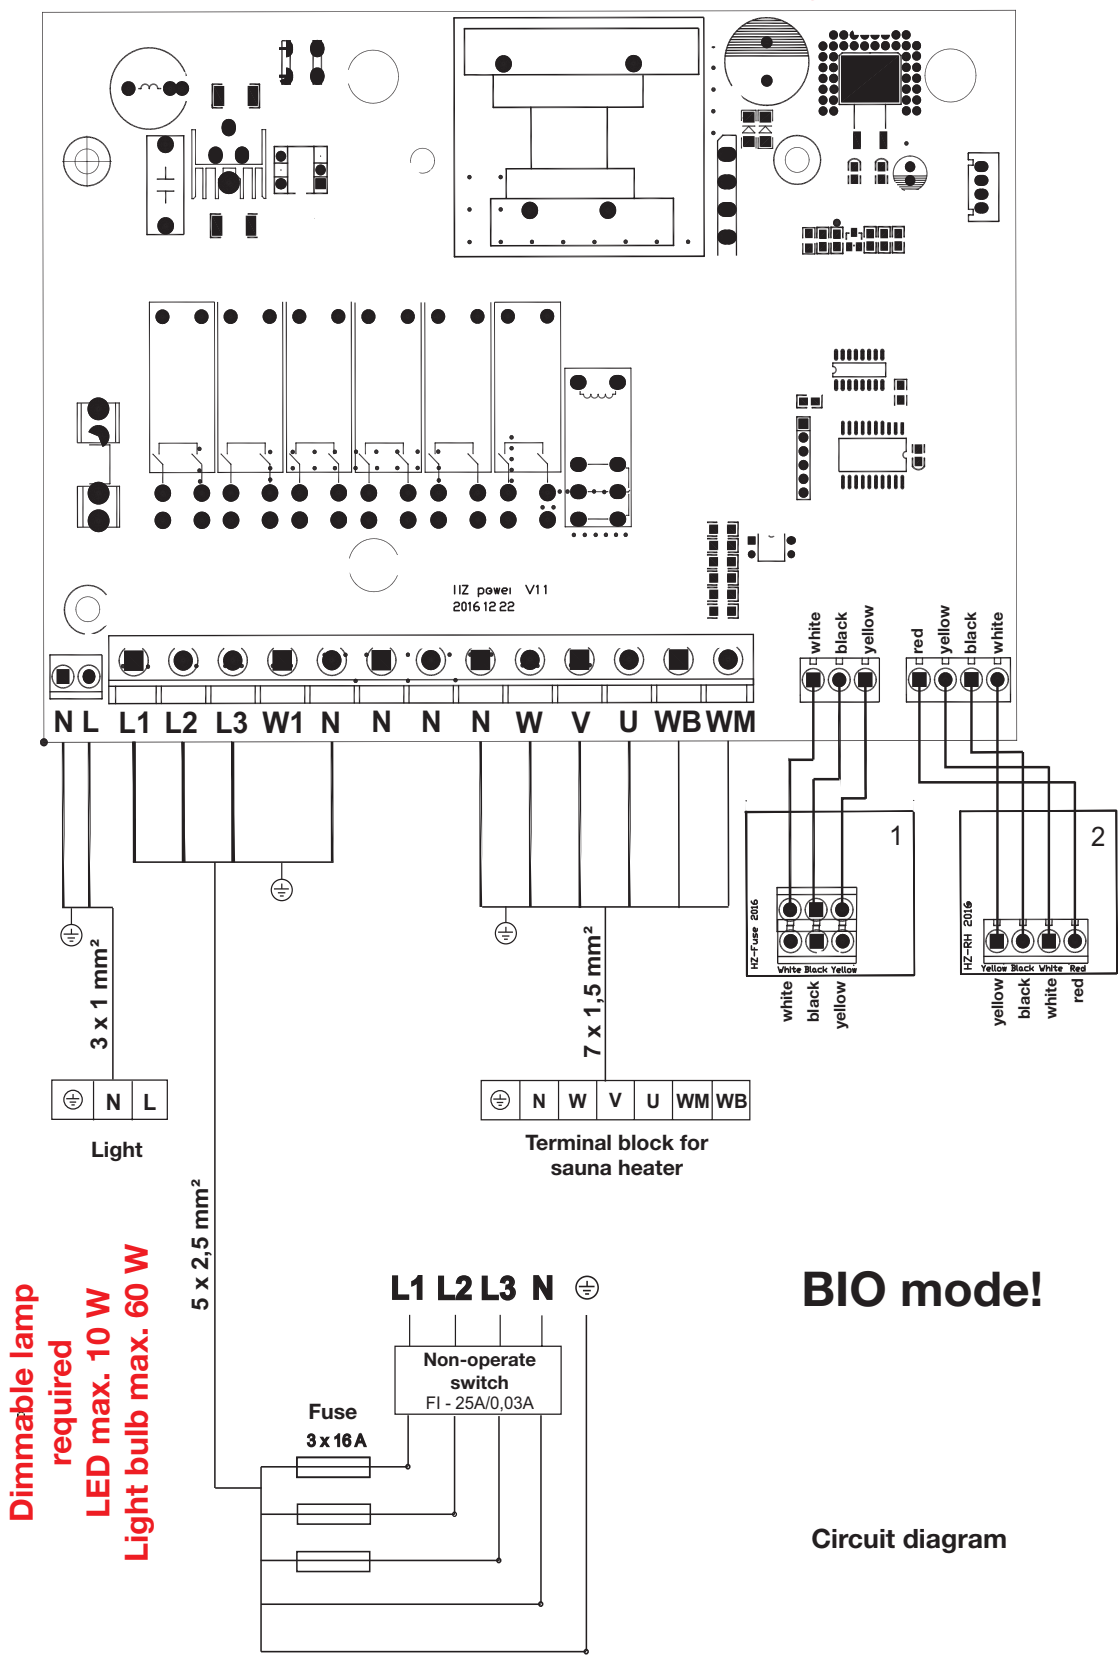 HZ power V11
2016 12 22
white
black
yellow
red
yellow
black
white
N L L1 L2 L3 W1 N N N N W V U WB WM
1
2
HZ-Fuse 2016
White Black Yellow
white
black
yellow
HZ-RH 2016
Yellow Black White Red
yellow
black
white
red
3 x 1 mm²
7 x 1,5 mm²
N L
Light
N W V U WM WB
Terminal block for
sauna heater
5 x 2,5 mm²
Dimmable lamp
required
LED max. 10 W
Light bulb max. 60 W
L1 L2 L3 N
BIO mode!
Non-operate
switch
FI - 25A/0,03A
Fuse
3 x 16 A
Circuit diagram